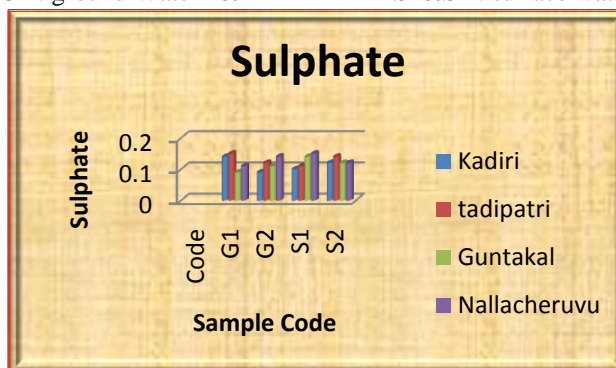 Sulphate
Sulphate
0.2
0.1
0
Code
G1
G2
S1
S2
Sample Code
Kadiri
tadipatri
Guntakal
Nallacheruvu